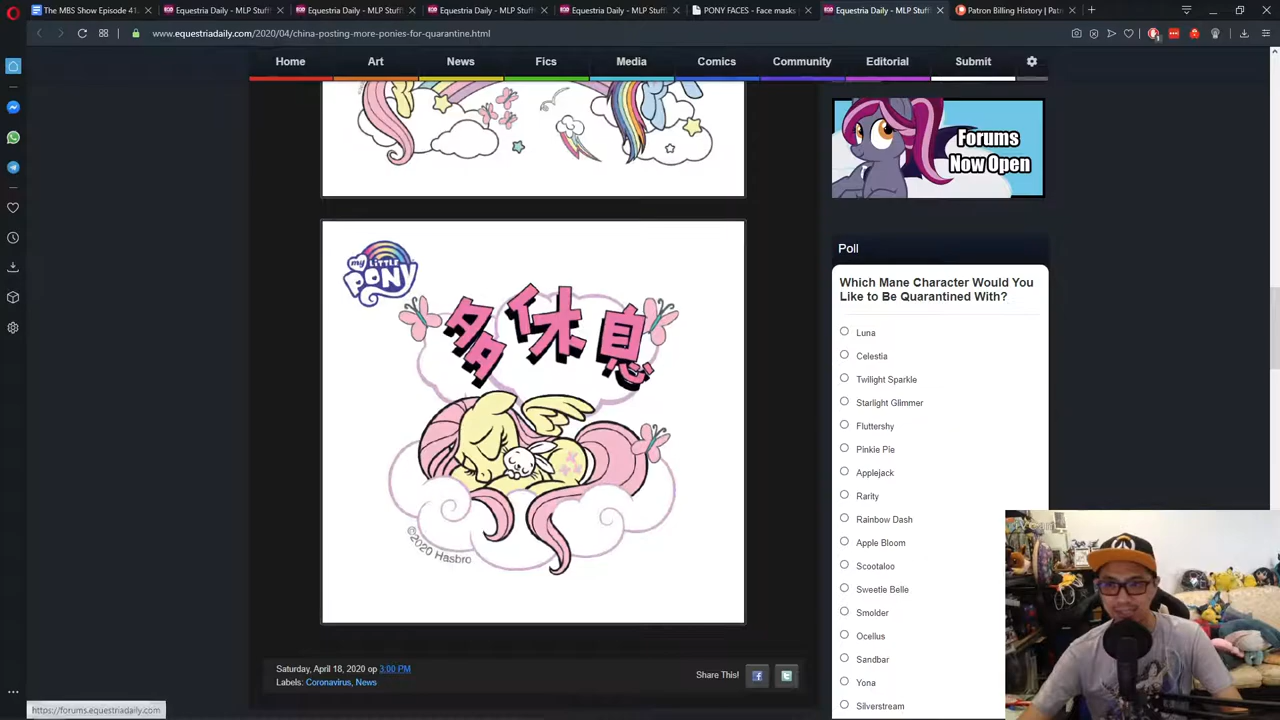 The MBS Show Episode 41.
Equestria Daily - MLP Stuff!
Equestria Daily - MLP Stuff!
Equestria Daily - MLP Stuff!
Equestria Daily - MLP Stuff!
PONY FACES - Face masks
Equestria Daily - MLP Stuff!
Patron Billing History | Patr
www.equestriadaily.com/2020/04/china-posting-more-ponies-for-quarantine.html
Home
Art
News
Fics
Media
Comics
Community
Editorial
Submit
Forums
Now Open
my LITTLE
PONY
多休息
©2020 Hasbro
Poll
Which Mane Character Would You
Like to Be Quarantined With?
Luna
Celestia
Twilight Sparkle
Starlight Glimmer
Fluttershy
Pinkie Pie
Applejack
Rarity
Rainbow Dash
Apple Bloom
Scootaloo
Sweetie Belle
Smolder
Ocellus
Sandbar
Yona
Silverstream
Saturday, April 18, 2020 op 3:00 PM
Labels: Coronavirus, News
Share This!
https://forums.equestriadaily.com